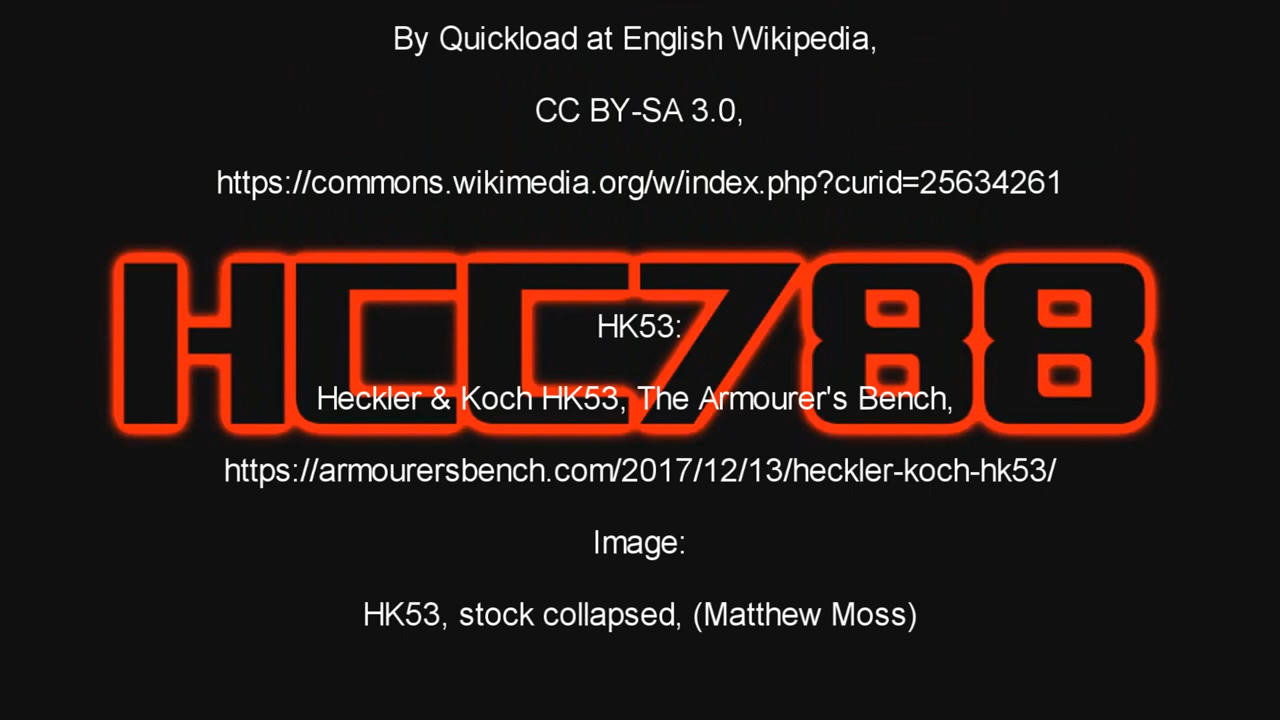 By Quickload at English Wikipedia,
CC BY-SA 3.0,
https://commons.wikimedia.org/w/index.php?curid=25634261
HCC788
HK53:
Heckler & Koch HK53, The Armourer's Bench,
https://armourersbench.com/2017/12/13/heckler-koch-hk53/
Image:
HK53, stock collapsed, (Matthew Moss)